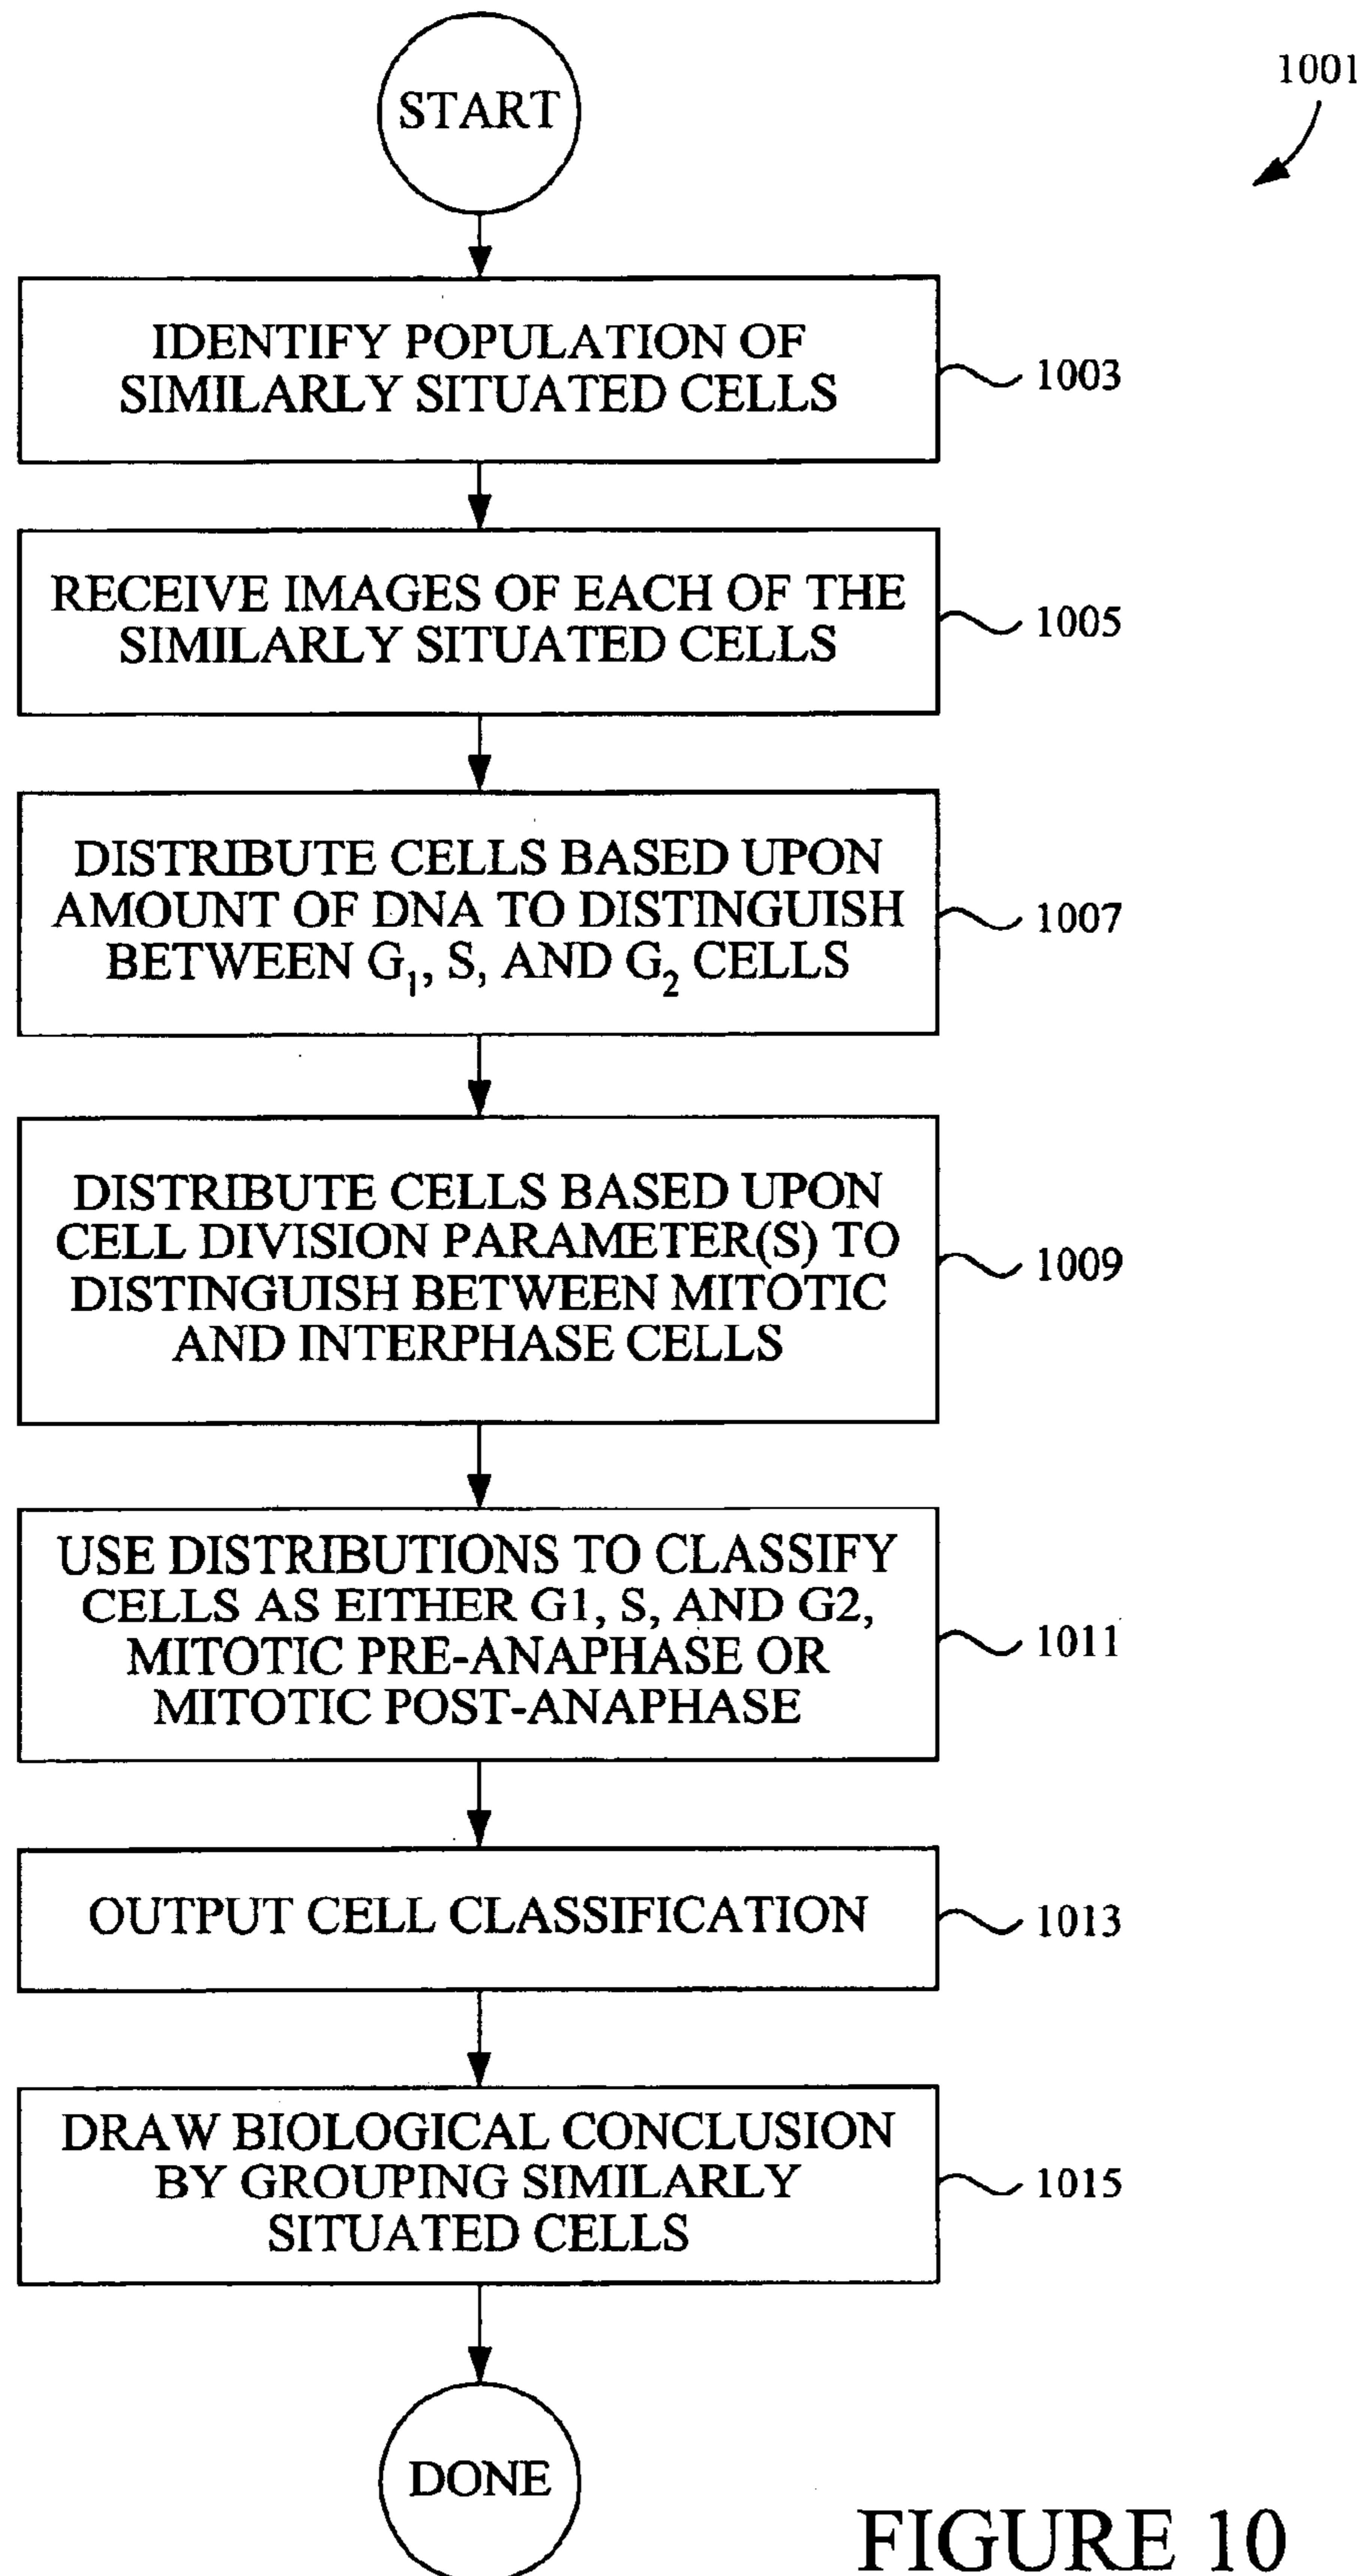 START
1001
IDENTIFY POPULATION OF
SIMILARLY SITUATED CELLS
1003
RECEIVE IMAGES OF EACH OF THE
SIMILARLY SITUATED CELLS
1005
DISTRIBUTE CELLS BASED UPON
AMOUNT OF DNA TO DISTINGUISH
BETWEEN G₁, S, AND G₂ CELLS
1007
DISTRIBUTE CELLS BASED UPON
CELL DIVISION PARAMETER(S) TO
DISTINGUISH BETWEEN MITOTIC
AND INTERPHASE CELLS
1009
USE DISTRIBUTIONS TO CLASSIFY
CELLS AS EITHER G1, S, AND G2,
MITOTIC PRE-ANAPHASE OR
MITOTIC POST-ANAPHASE
1011
OUTPUT CELL CLASSIFICATION
1013
DRAW BIOLOGICAL CONCLUSION
BY GROUPING SIMILARLY
SITUATED CELLS
1015
DONE
FIGURE 10